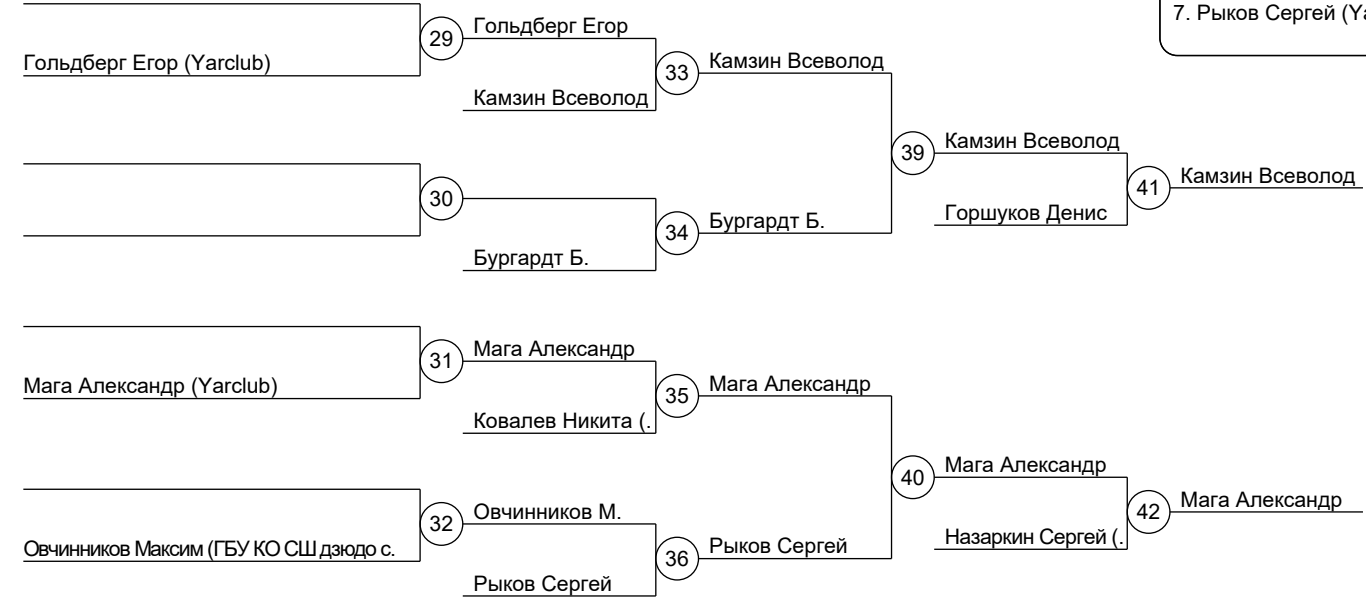 7. Рыков Сергей (Ya
29
Гольдберг Егор
Гольдберг Егор (Yarclub)
33
Камзин Всеволод
Камзин Всеволод
39
Камзин Всеволод
30
41
Камзин Всеволод
34
Бургардт Б.
Горшуков Денис
Бургардт Б.
31
Мага Александр
Мага Александр (Yarclub)
35
Мага Александр
Ковалев Никита (.
40
Мага Александр
32
Овчинников М.
42
Мага Александр
Овчинников Максим (ГБУ КО СШ дзюдо с.
36
Рыков Сергей
Назаркин Сергей (.
Рыков Сергей